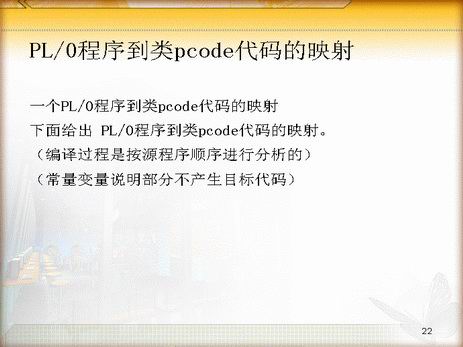 PL/0程序到类pcode代码的映射
一个PL/0程序到类pcode代码的映射
下面给出 PL/0程序到类pcode代码的映射。
（编译过程是按源程序顺序进行分析的）
（常量变量说明部分不产生目标代码）
22